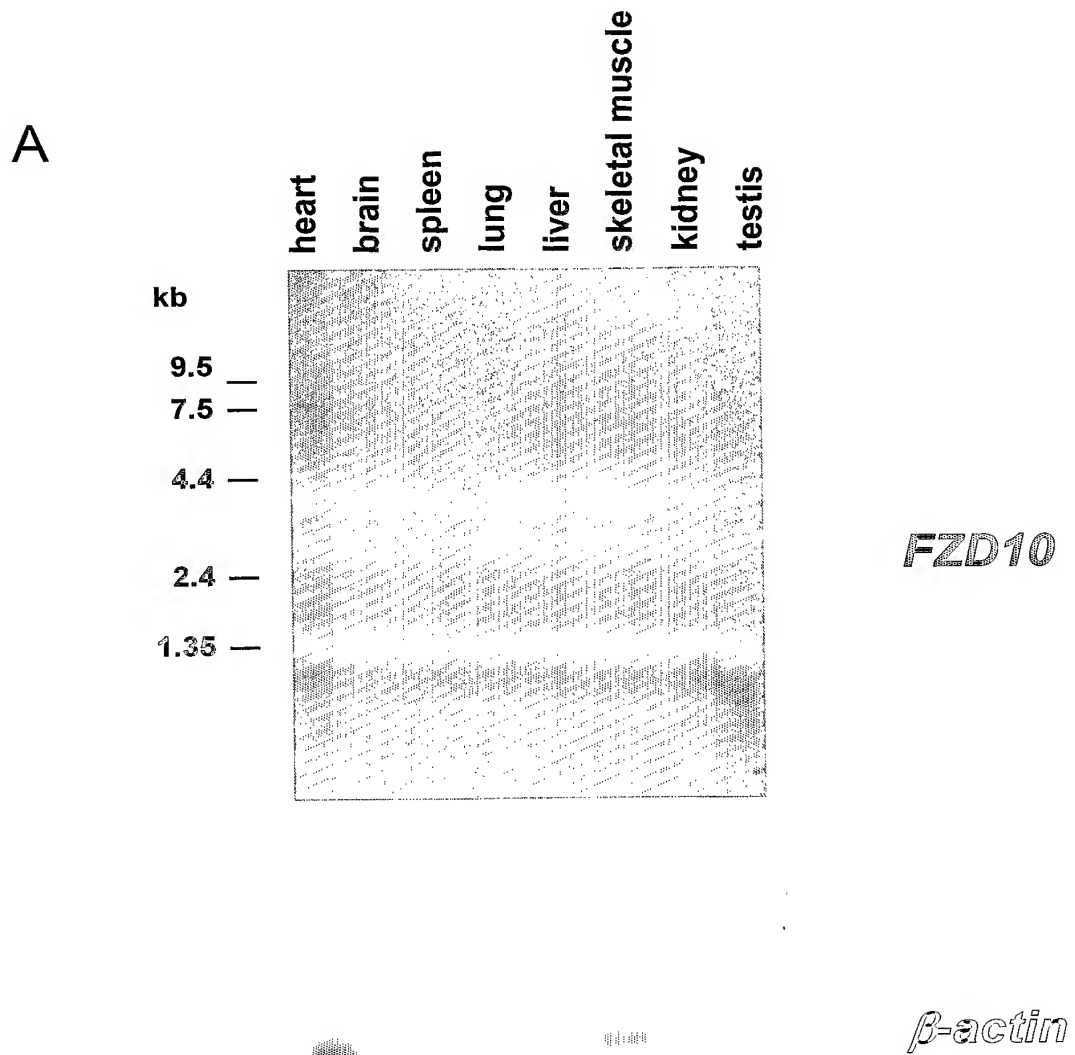 A
heart
brain
spleen
lung
liver
skeletal muscle
kidney
testis
kb
9.5
7.5
4.4
2.4
1.35
FZD10
β-actin